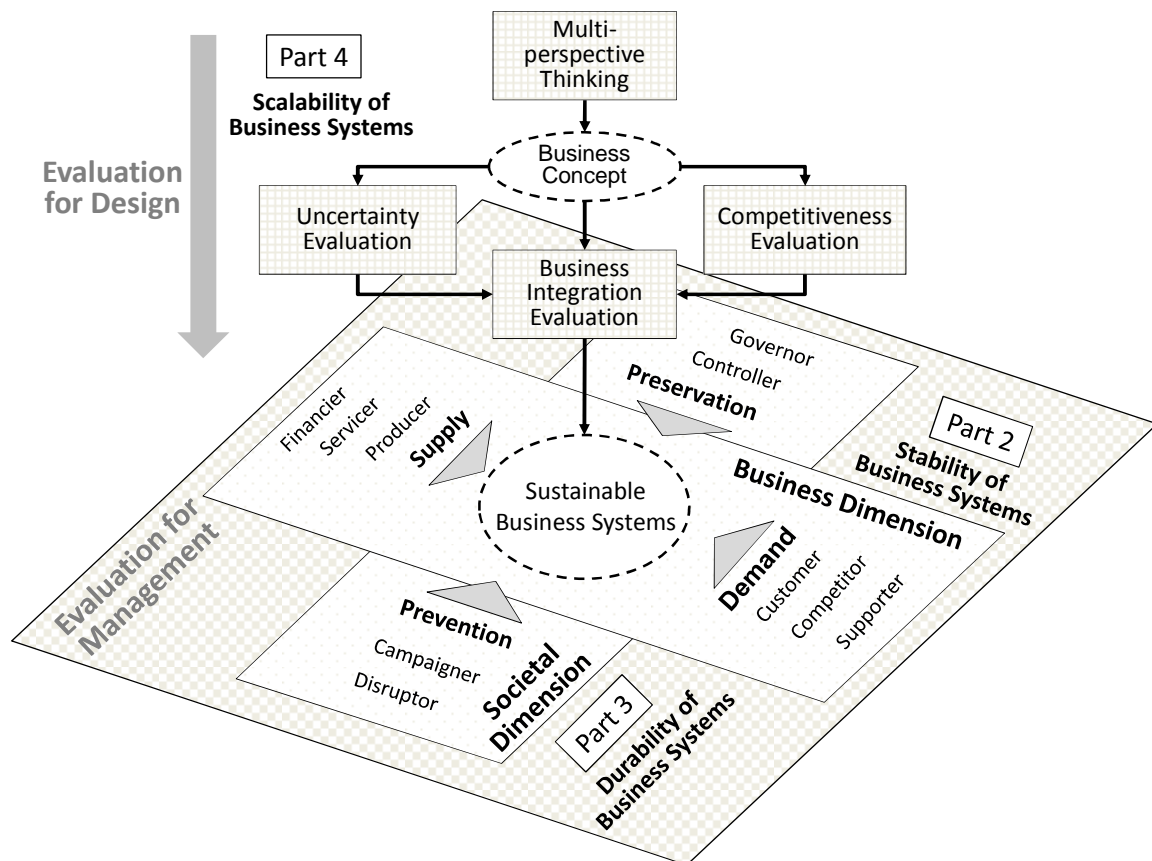 Part 4
Scalability of
Business Systems
Evaluation
for Design
Multi-
perspective
Thinking
Business
Concept
Uncertainty
Evaluation
Competitiveness
Evaluation
Business
Integration
Evaluation
Governor
Controller
Preservation
Financier
Servicer
Producer
Supply
Part 2
Stability of
Business Systems
Business Dimension
Sustainable
Business Systems
Demand
Customer
Competitor
Supporter
Evaluation for
Management
Prevention
Campaigner
Disruptor
Societal
Dimension
Part 3
Durability of
Business Systems